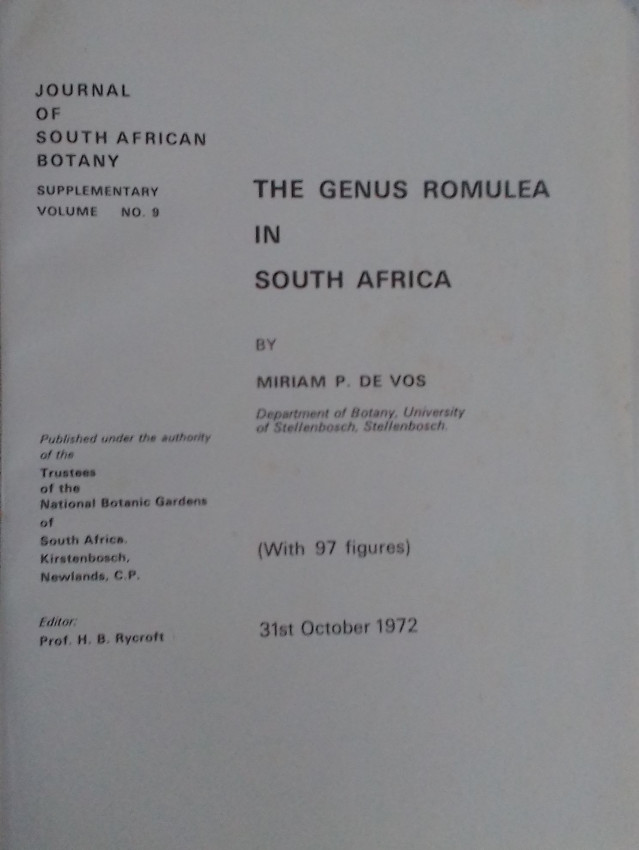 JOURNAL
OF
SOUTH AFRICAN
BOTANY
SUPPLEMENTARY
VOLUME NO. 9
THE GENUS ROMULEA
IN
SOUTH AFRICA
BY
MIRIAM P. DE VOS
Department of Botany, University
of Stellenbosch, Stellenbosch.
Published under the authority
of the
Trustees
of the
National Botanic Gardens
of
South Africa.
Kirstenbosch,
Newlands, C.P.
(With 97 figures)
Editor:
Prof. H. B. Rycroft
31st October 1972